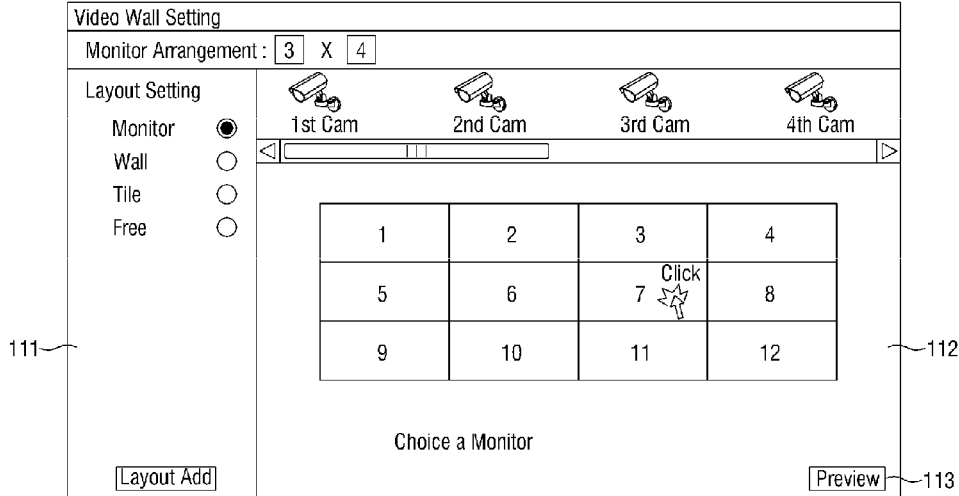 Video Wall Setting
Monitor Arrangement : 3 X 4
Layout Setting
Monitor
Wall
Tile
Free
1st Cam 2nd Cam 3rd Cam 4th Cam
1 2 3 4
Click
5 6 7 8
9 10 11 12
111
112
Choice a Monitor
Layout Add
Preview
113